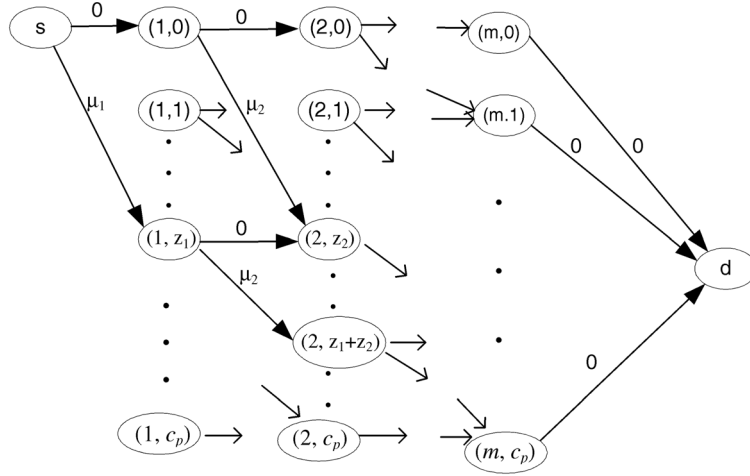 0 0
s (1,0) (2,0) (m,0)
μ₁ (1,1) μ₂ (2,1) (m.1)
0 0
(1, z₁) 0 (2, z₂)
d
μ₂
(2, z₁+z₂)
0
(1, cₚ) (2, cₚ) (m, cₚ)